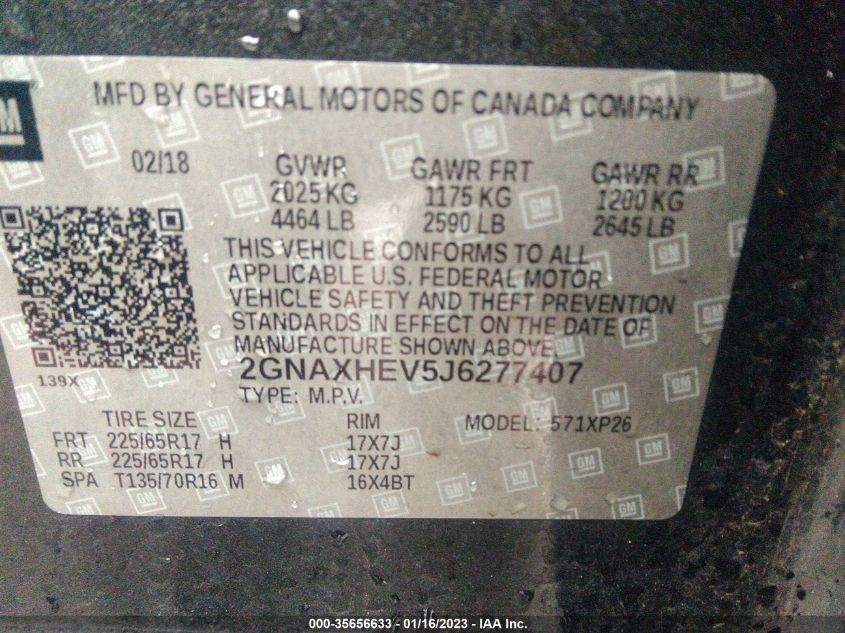 GM
MFD BY GENERAL MOTORS OF CANADA COMPANY
02/18 GVWR GAWR FRT GAWR RR
2025 KG 1175 KG 1200 KG
4464 LB 2590 LB 2645 LB
THIS VEHICLE CONFORMS TO ALL
APPLICABLE U.S. FEDERAL MOTOR
VEHICLE SAFETY AND THEFT PREVENTION
STANDARDS IN EFFECT ON THE DATE OF
MANUFACTURE SHOWN ABOVE.
139X
2GNAXHEV5J6277407
TYPE: M.P.V.
TIRE SIZE RIM MODEL: 571XP26
FRT 225/65R17 H 17X7J
RR 225/65R17 H 17X7J
SPA T135/70R16 M 16X4BT
000-35656633 - 01/16/2023 - IAA Inc.